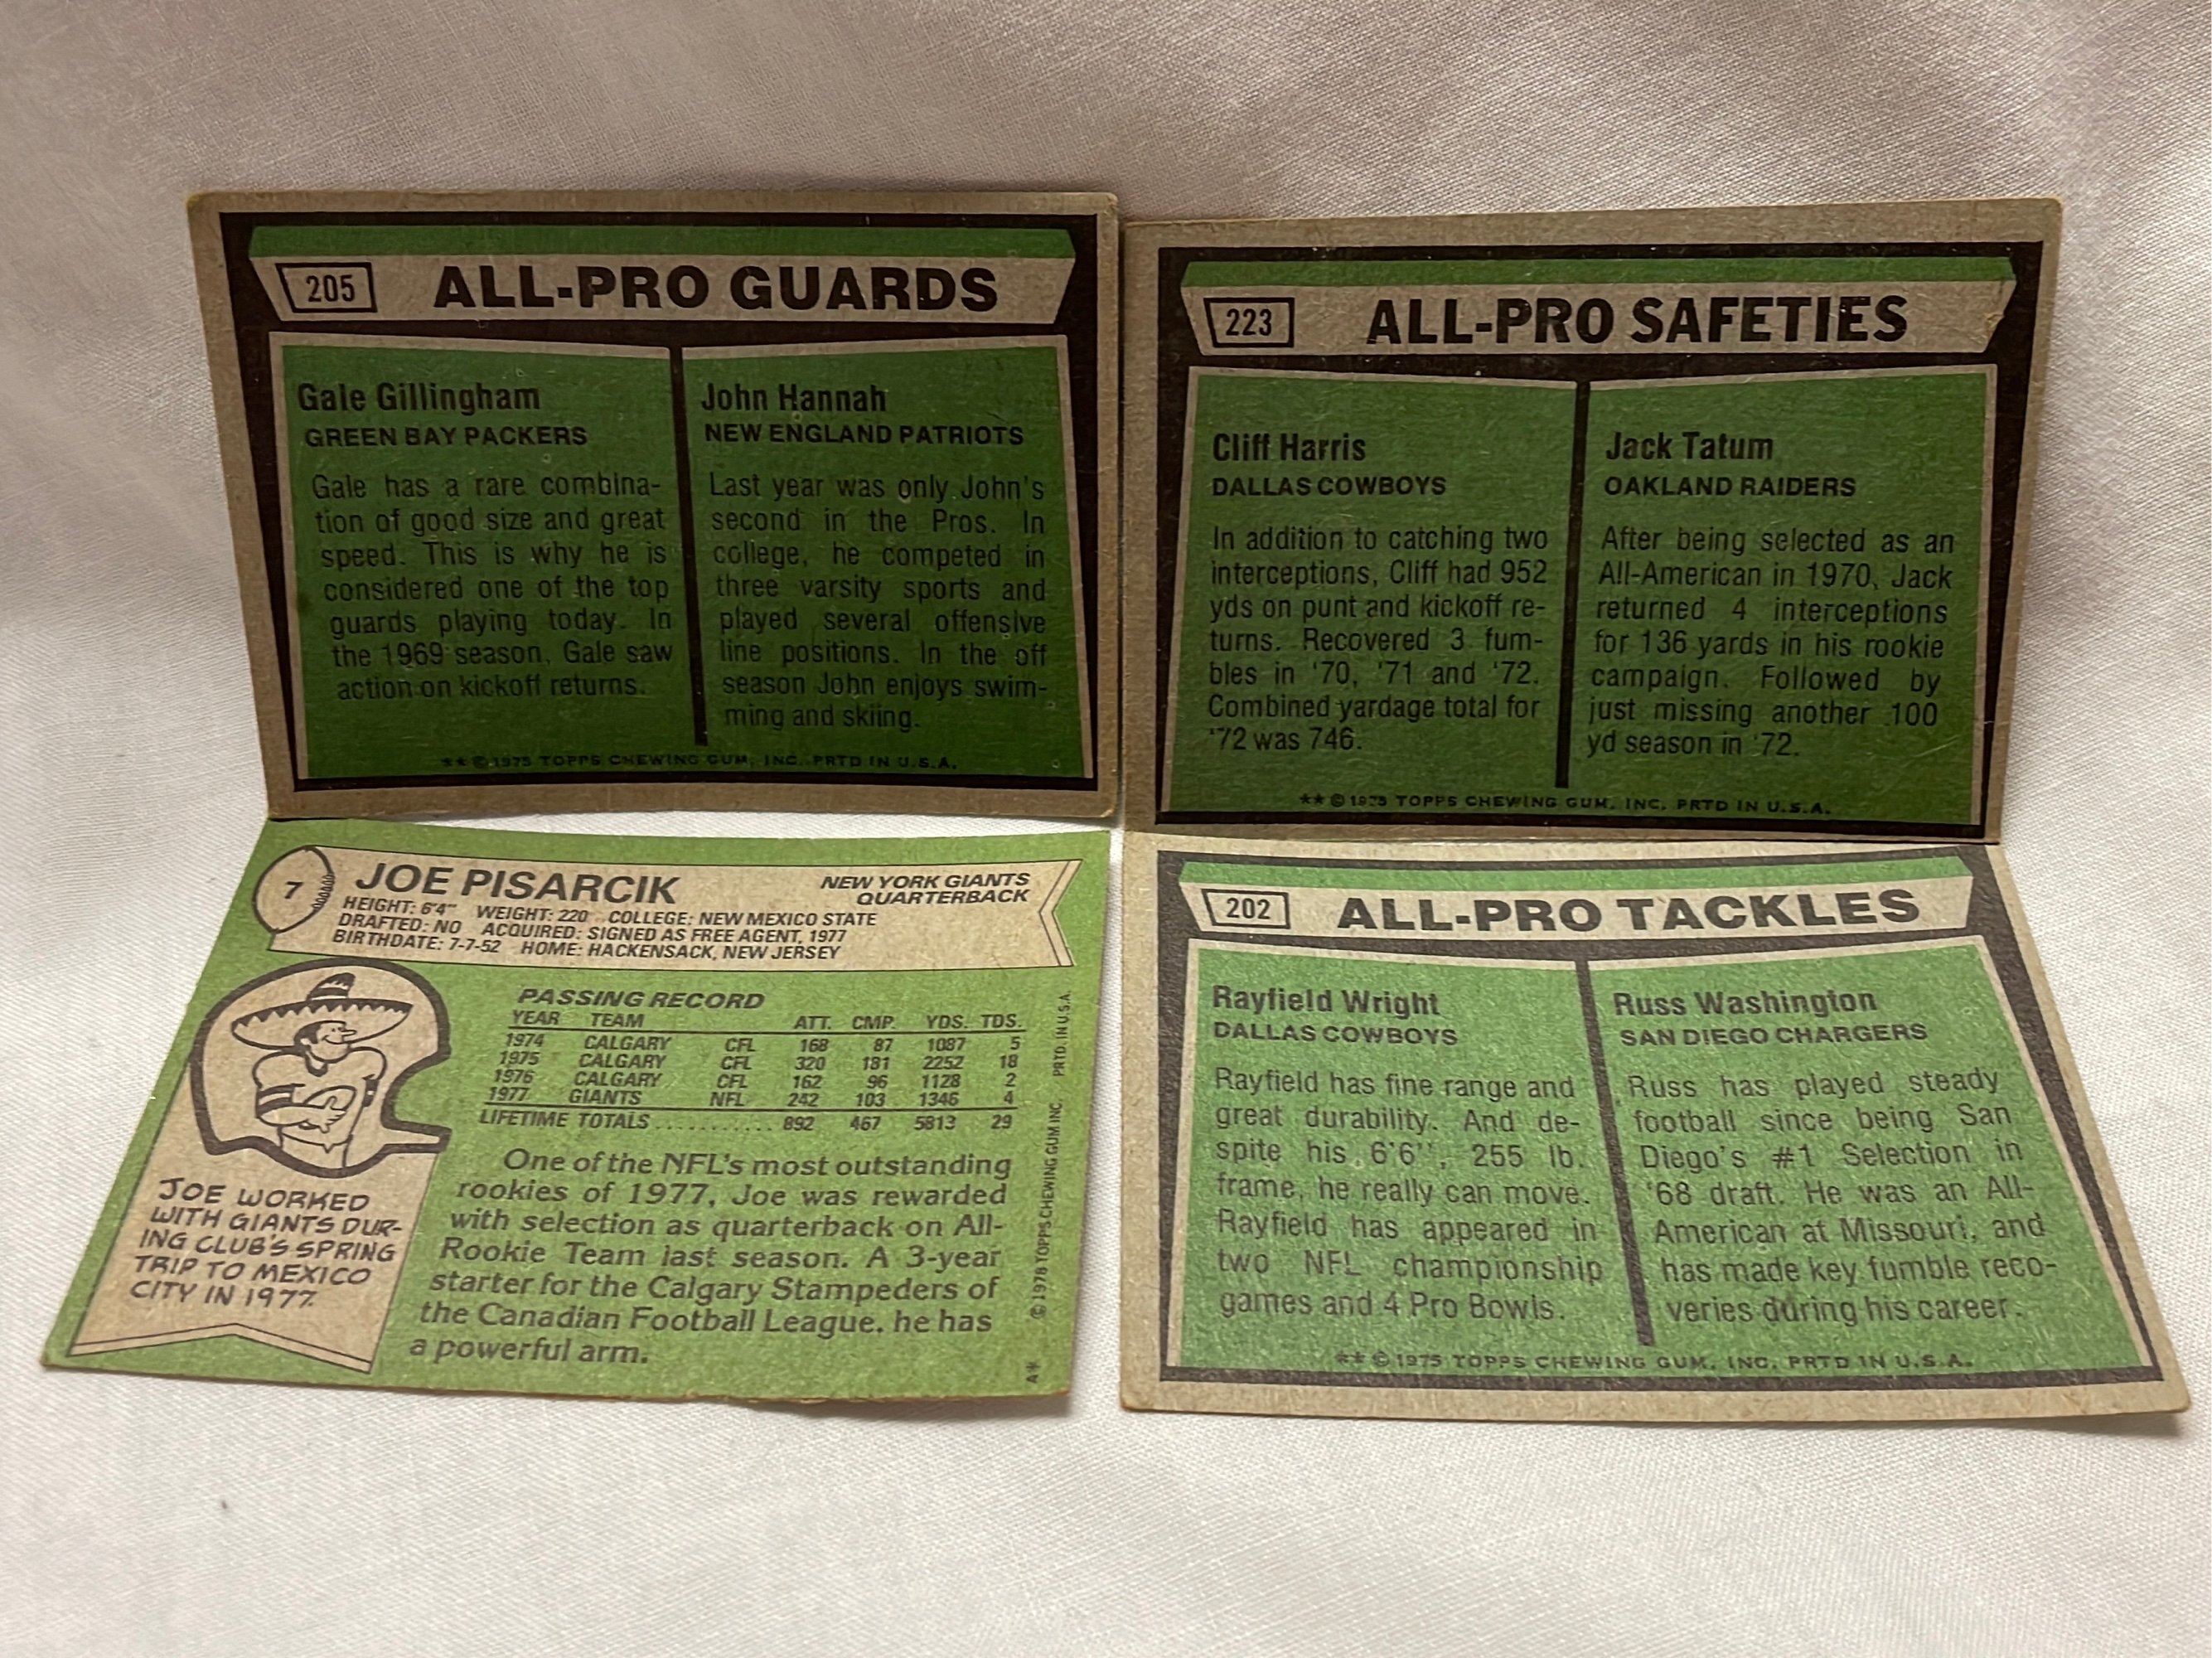 205 ALL-PRO GUARDS
Gale Gillingham
GREEN BAY PACKERS
Gale has a rare combina-
tion of good size and great
speed. This is why he is
considered one of the top
guards playing today. In
the 1969 season, Gale saw
action on kickoff returns.
John Hannah
NEW ENGLAND PATRIOTS
Last year was only John's
second in the Pros. In
college, he competed in
three varsity sports and
played several offensive
line positions. In the off
season John enjoys swim-
ming and skiing.
**©1975 TOPPS CHEWING GUM, INC. PRTD IN U.S.A.
223 ALL-PRO SAFETIES
Cliff Harris
DALLAS COWBOYS
In addition to catching two
interceptions, Cliff had 952
yds on punt and kickoff re-
turns. Recovered 3 fum-
bles in '70, '71 and '72.
Combined yardage total for
'72 was 746.
Jack Tatum
OAKLAND RAIDERS
After being selected as an
All-American in 1970, Jack
returned 4 interceptions
for 136 yards in his rookie
campaign. Followed by
just missing another 100
yd season in '72.
**©1975 TOPPS CHEWING GUM, INC. PRTD IN U.S.A.
7 JOE PISARCIK NEW YORK GIANTS
QUARTERBACK
HEIGHT: 6'4" WEIGHT: 220 COLLEGE: NEW MEXICO STATE
DRAFTED: NO ACQUIRED: SIGNED AS FREE AGENT, 1977
BIRTHDATE: 7-7-52 HOME: HACKENSACK, NEW JERSEY
PASSING RECORD
YEAR TEAM ATT. CMP. YDS. TDS.
1974 CALGARY CFL 168 87 1087 5
1975 CALGARY CFL 320 181 2252 18
1976 CALGARY CFL 162 96 1128 2
1977 GIANTS NFL 242 103 1346 4
LIFETIME TOTALS........... 892 467 5813 29
One of the NFL's most outstanding
rookies of 1977, Joe was rewarded
with selection as quarterback on All-
Rookie Team last season. A 3-year
starter for the Calgary Stampeders of
the Canadian Football League, he has
a powerful arm.
JOE WORKED
WITH GIANTS DUR-
ING CLUB'S SPRING
TRIP TO MEXICO
CITY IN 1977.
A* © 1978 TOPPS CHEWING GUM INC. PRTD. IN U.S.A.
202 ALL-PRO TACKLES
Rayfield Wright
DALLAS COWBOYS
Rayfield has fine range and
great durability. And de-
spite his 6'6", 255 lb.
frame, he really can move.
Rayfield has appeared in
two NFL championship
games and 4 Pro Bowls.
Russ Washington
SAN DIEGO CHARGERS
Russ has played steady
football since being San
Diego's #1 Selection in
'68 draft. He was an All-
American at Missouri, and
has made key fumble reco-
veries during his career.
**©1975 TOPPS CHEWING GUM, INC. PRTD IN U.S.A.